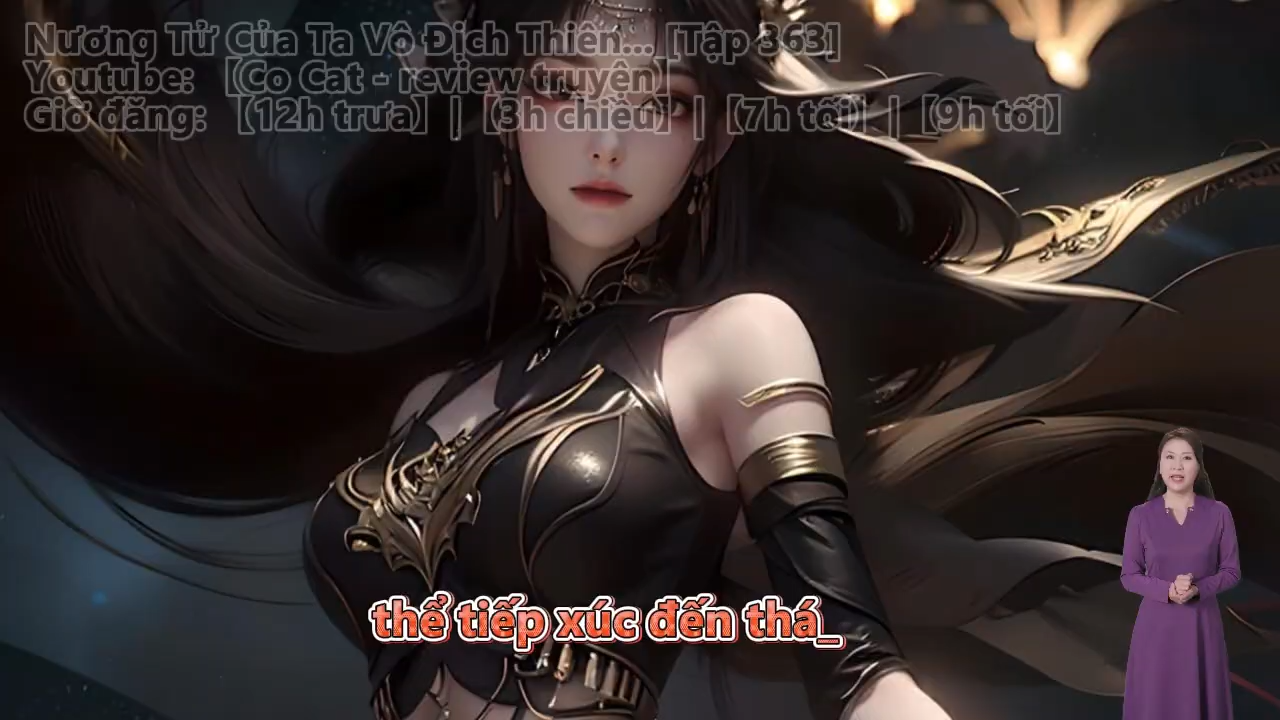 Nương Tử Của Ta Vô Địch Thiên... [Tập 363]
Youtube: [Co Cat - review truyện]
Giờ đăng: [12h trưa] | [3h chiều] | [7h tối] | [9h tối]
thể tiếp xúc đến thá_